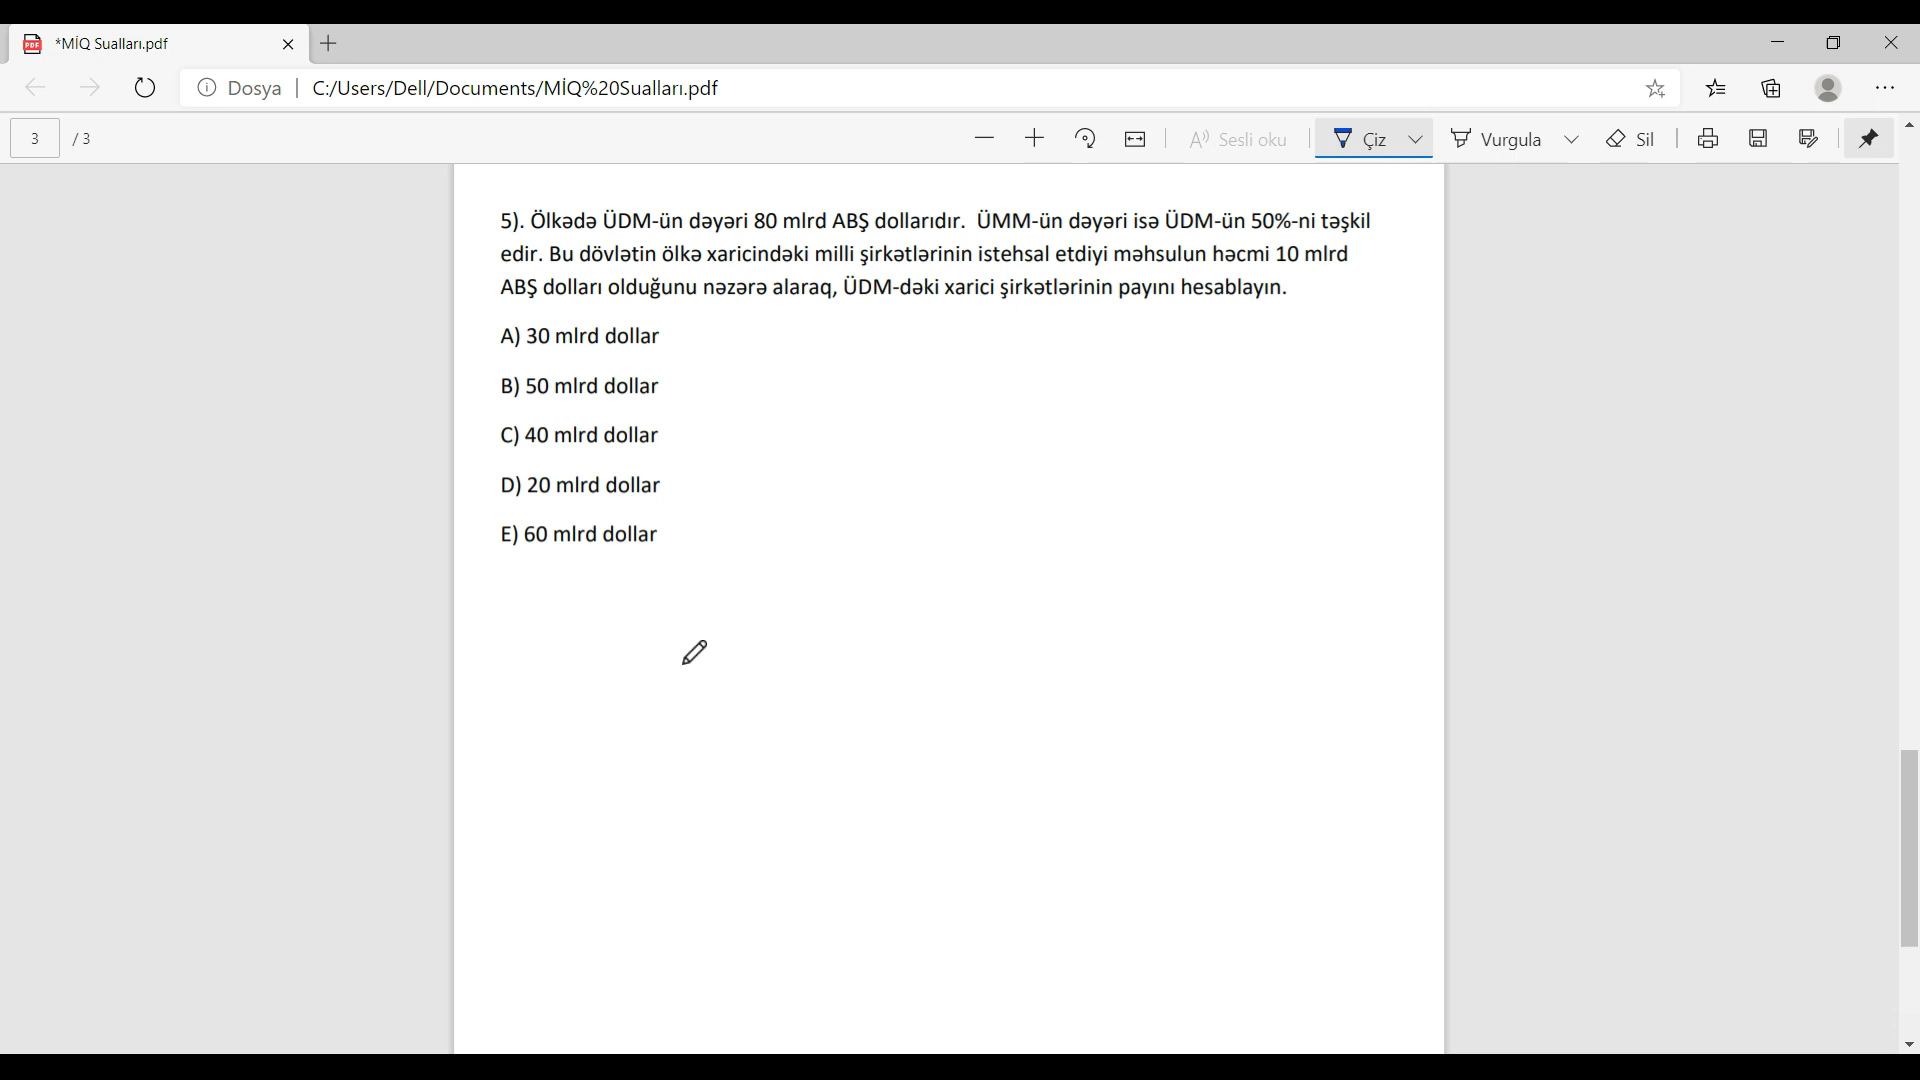 *MİQ Sualları.pdf
Dosya | C:/Users/Dell/Documents/MİQ%20Sualları.pdf
3 / 3 Sesli oku Çiz Vurgula Sil
5). Ölkədə ÜDM-ün dəyəri 80 mlrd ABŞ dollarıdır. ÜMM-ün dəyəri isə ÜDM-ün 50%-ni təşkil
edir. Bu dövlətin ölkə xaricindəki milli şirkətlərinin istehsal etdiyi məhsulun həcmi 10 mlrd
ABŞ dolları olduğunu nəzərə alaraq, ÜDM-dəki xarici şirkətlərinin payını hesablayın.
A) 30 mlrd dollar
B) 50 mlrd dollar
C) 40 mlrd dollar
D) 20 mlrd dollar
E) 60 mlrd dollar